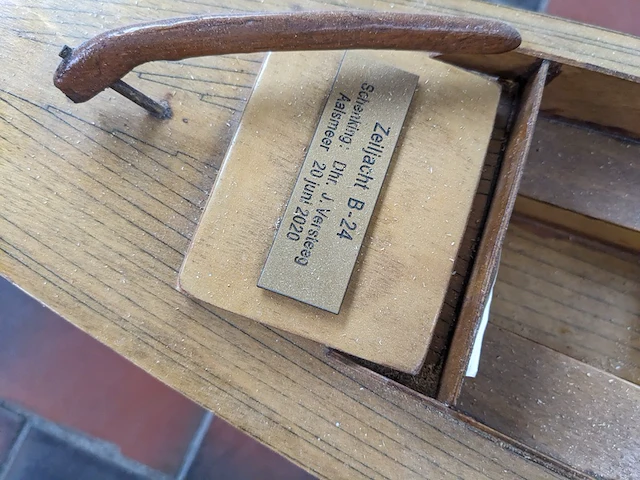 Zeiljacht B-24
Schenking: Dhr. J. Versteeg
Aalsmeer 20 juni 2020